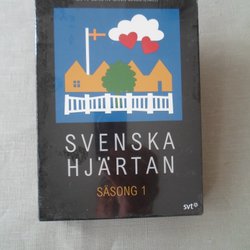 SVENSKA
HJÄRTAN
SÄSONG 1
svt